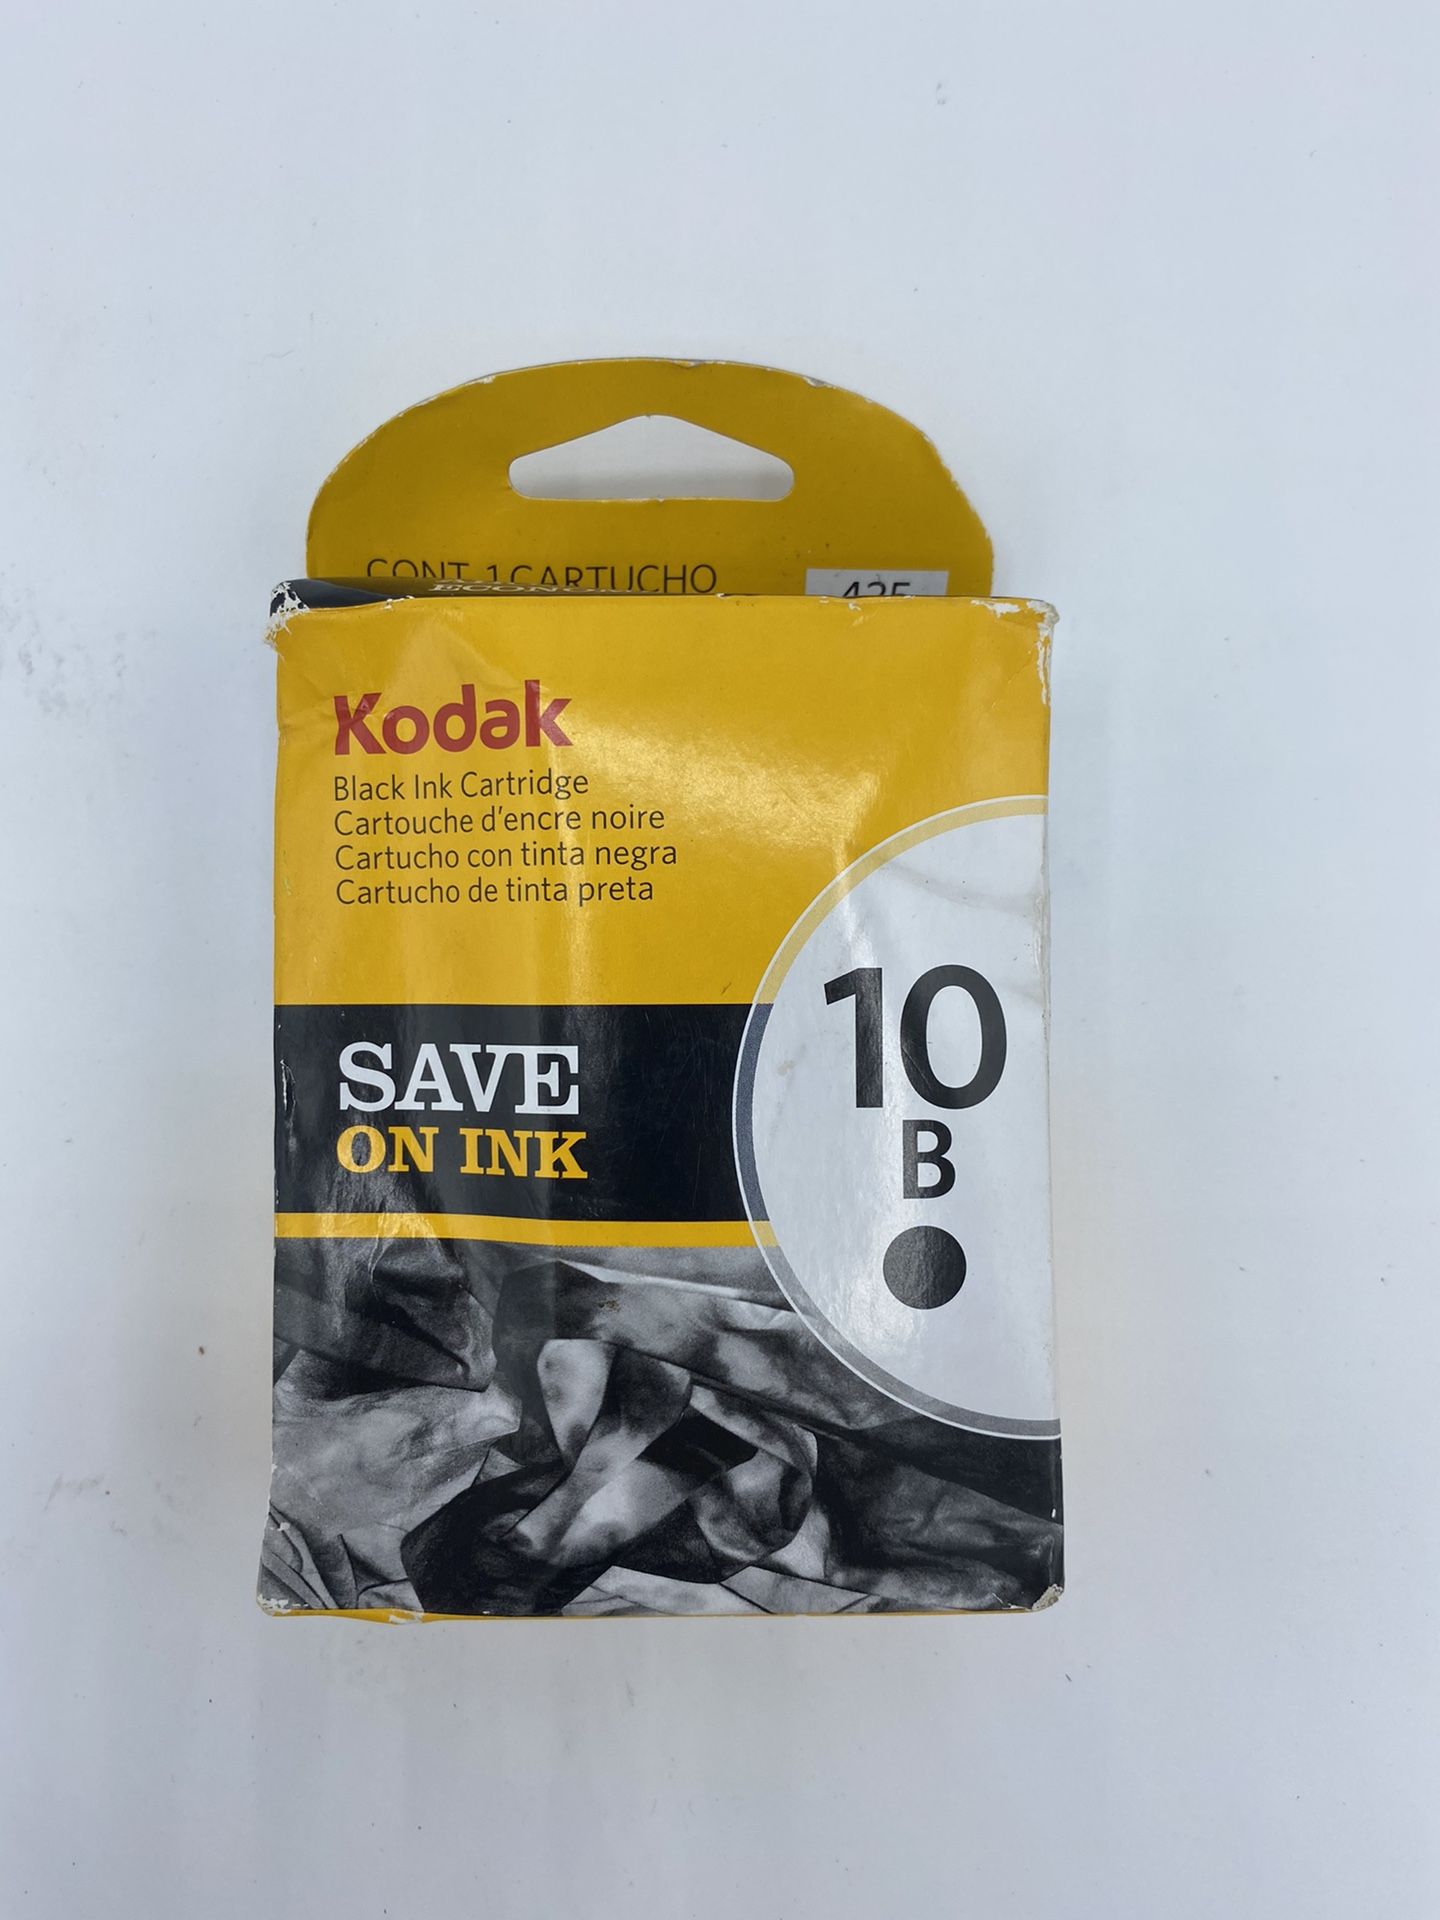 CONT. 1 CARTUCHO
425
Kodak
Black Ink Cartridge
Cartouche d'encre noire
Cartucho con tinta negra
Cartucho de tinta preta
SAVE
ON INK
10
B